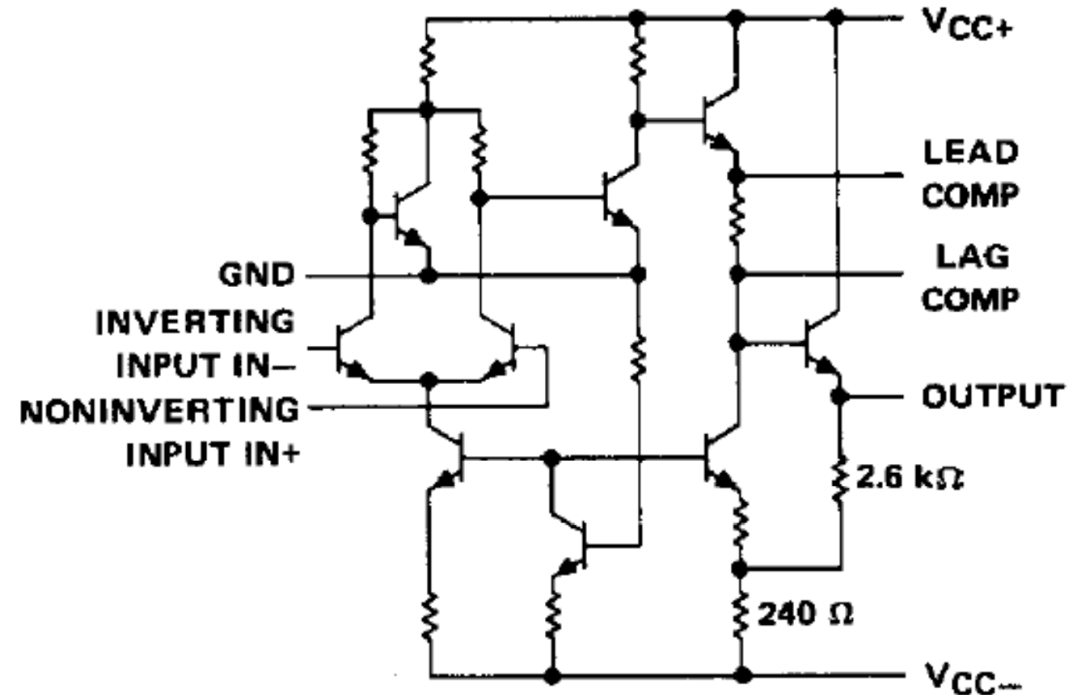 VCC+
LEAD
COMP
LAG
COMP
GND
INVERTING
INPUT IN–
NONINVERTING
INPUT IN+
OUTPUT
2.6 kΩ
240 Ω
VCC–